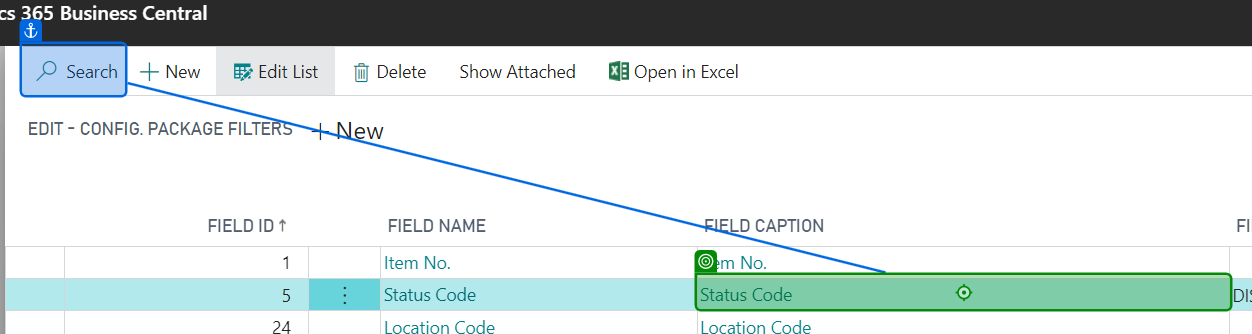 cs 365 Business Central
Search New Edit List Delete Show Attached Open in Excel
EDIT - CONFIG. PACKAGE FILTERS + New
FIELD ID↑ FIELD NAME FIELD CAPTION FI
1 Item No. em No.
5 Status Code Status Code DIS
24 Location Code Location Code